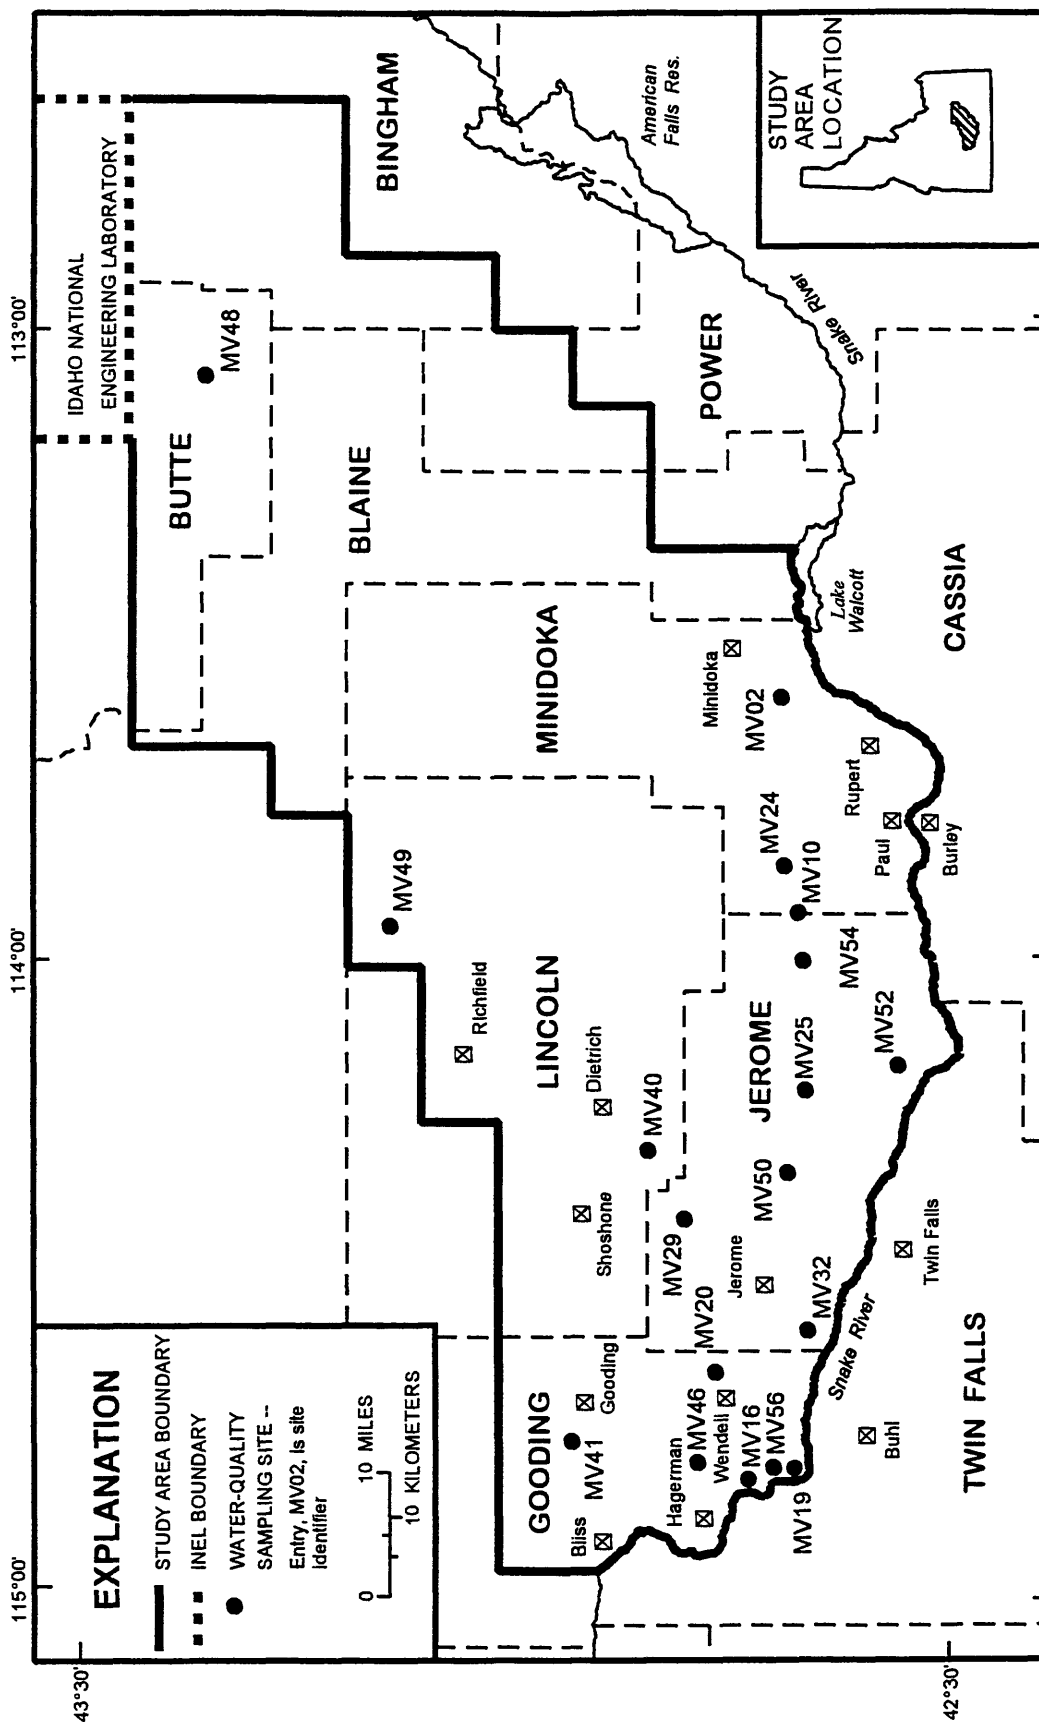 115°00'
114°00'
113°00'
43°30'
42°30'
EXPLANATION
STUDY AREA BOUNDARY
INEL BOUNDARY
WATER-QUALITY
SAMPLING SITE --
Entry, MV02, is site
identifier
0
10 MILES
10 KILOMETERS
IDAHO NATIONAL
ENGINEERING LABORATORY
BUTTE
MV48
BINGHAM
BLAINE
MV49
Richfield
MINIDOKA
LINCOLN
Dietrich
Shoshone
GOODING
Gooding
MV41
Bliss
American
Falls Res.
POWER
Snake River
MV40
MV29
Jerome
MV20
MV46
Wendell
Hagerman
MV16
MV56
MV19
JEROME
MV50
MV25
MV54
MV10
MV24
MV02
Minidoka
Lake
Walcott
MV32
MV52
Rupert
Paul
Burley
CASSIA
Snake River
Twin Falls
Buhl
TWIN FALLS
STUDY
AREA
LOCATION